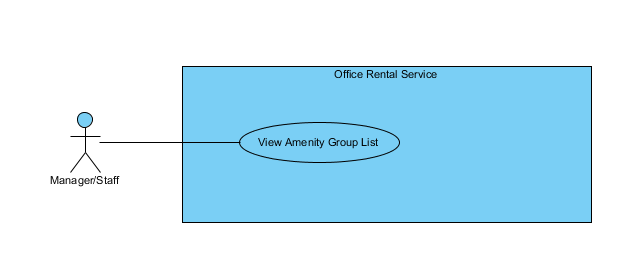 Office Rental Service
View Amenity Group List
Manager/Staff